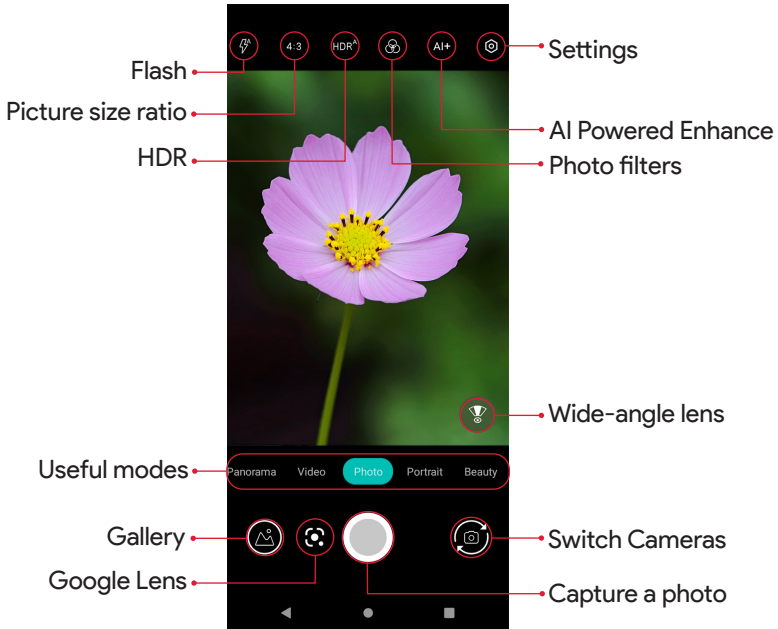 4:3
HDRᴬ
AI+
Settings
Flash
Picture size ratio
AI Powered Enhance
HDR
Photo filters
Wide-angle lens
Useful modes
Panorama Video Photo Portrait Beauty
Gallery
Switch Cameras
Google Lens
Capture a photo